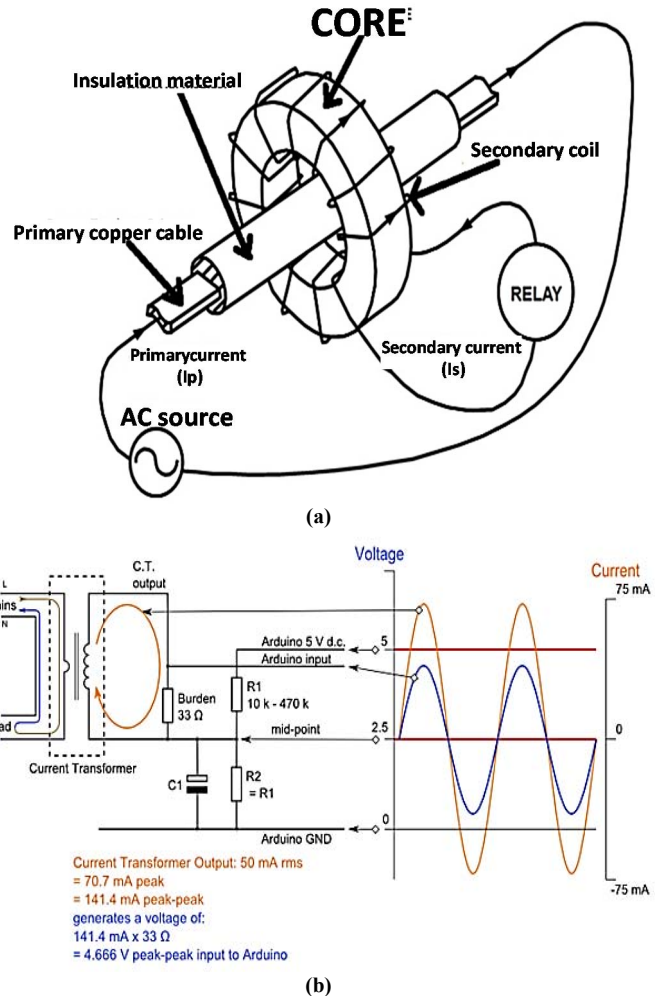 CORE
Insulation material
Secondary coil
Primary copper cable
RELAY
Primarycurrent
(Ip)
Secondary current
(Is)
AC source
(a)
Voltage
C.T.
output
Current
75 mA
L
ins
N
Arduino 5 V d.c.
5
Arduino input
R1
10 k - 470 k
Burden
33 Ω
mid-point
2.5
0
ad
Current Transformer
C1
R2
= R1
0
Arduino GND
-75 mA
Current Transformer Output: 50 mA rms
= 70.7 mA peak
= 141.4 mA peak-peak
generates a voltage of:
141.4 mA x 33 Ω
= 4.666 V peak-peak input to Arduino
(b)